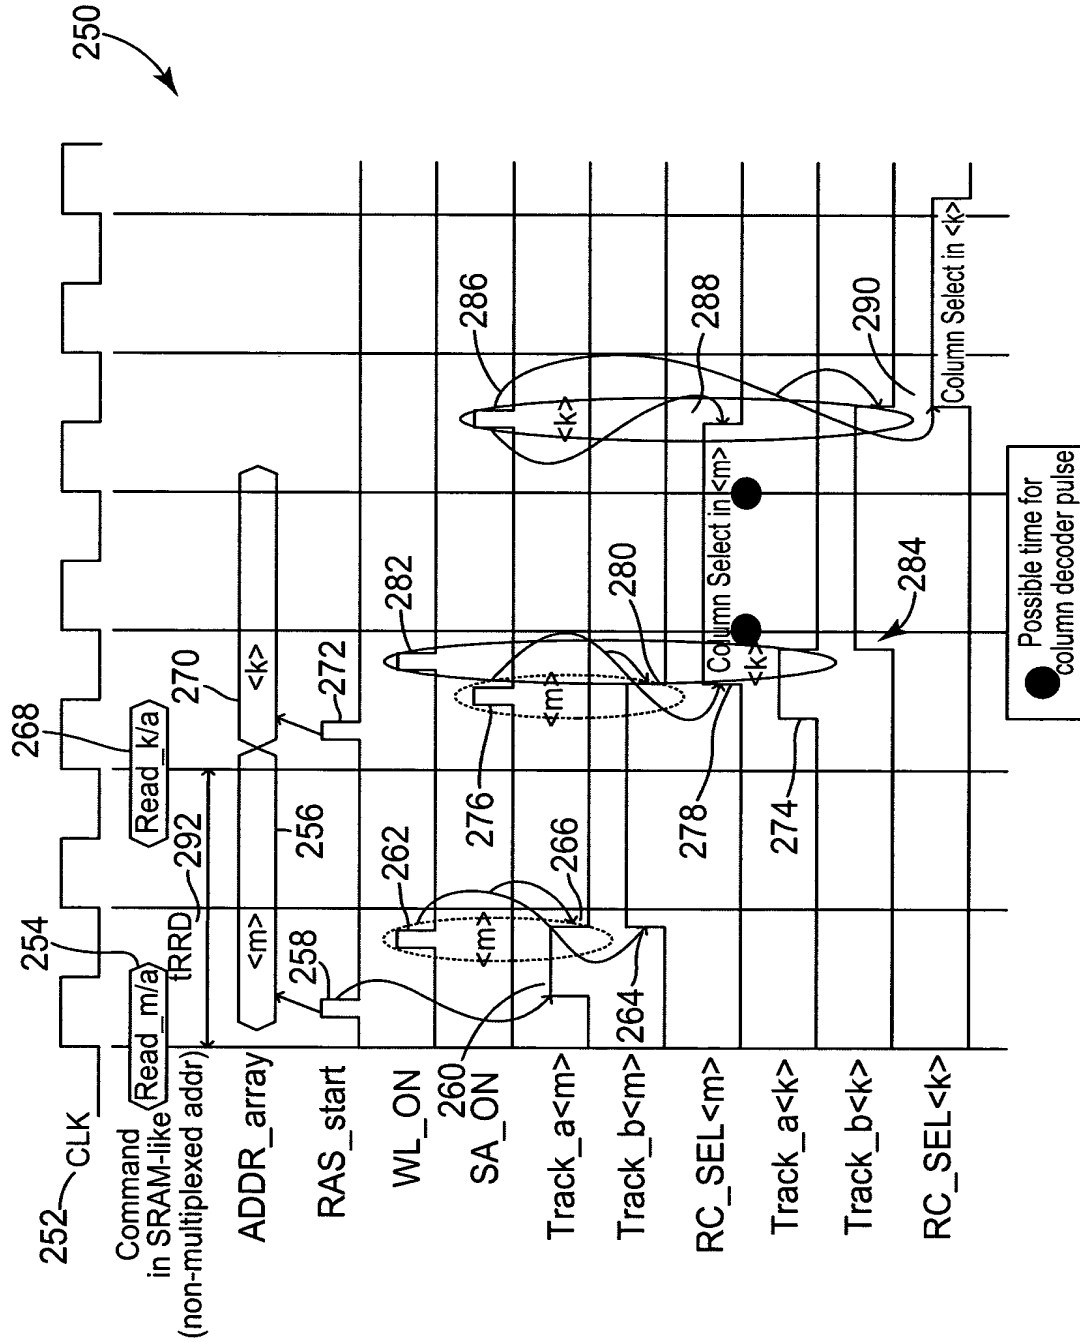 250
252
CLK
254
268
Command
in SRAM-like
(non-multiplexed addr)
Read_m/a
Read_k/a
tRRD
292
ADDR_array
<m>
256
270
<k>
RAS_start
258
272
WL_ON
262
282
260
SA_ON
<m>
276
286
Track_a<m>
266
<m>
<k>
Track_b<m>
264
280
RC_SEL<m>
278
Column Select in <m>
288
Track_a<k>
274
<k>
Track_b<k>
284
290
RC_SEL<k>
Column Select in <k>
Possible time for
column decoder pulse